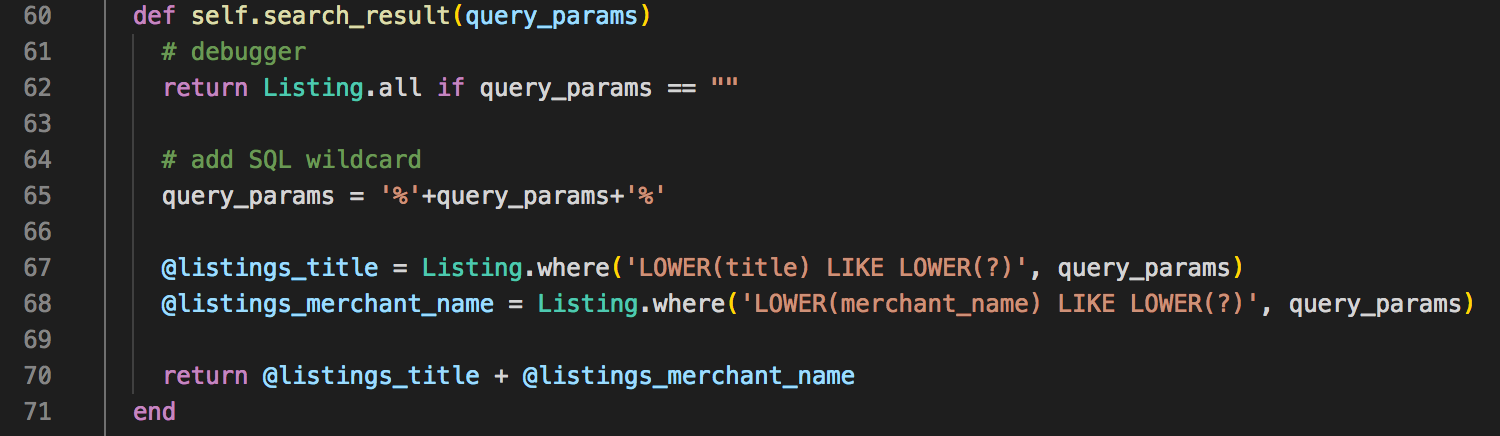 60 def self.search_result(query_params)
61 # debugger
62 return Listing.all if query_params == ""
63
64 # add SQL wildcard
65 query_params = '%'+query_params+'%'
66
67 @listings_title = Listing.where('LOWER(title) LIKE LOWER(?)', query_params)
68 @listings_merchant_name = Listing.where('LOWER(merchant_name) LIKE LOWER(?)', query_params)
69
70 return @listings_title + @listings_merchant_name
71 end